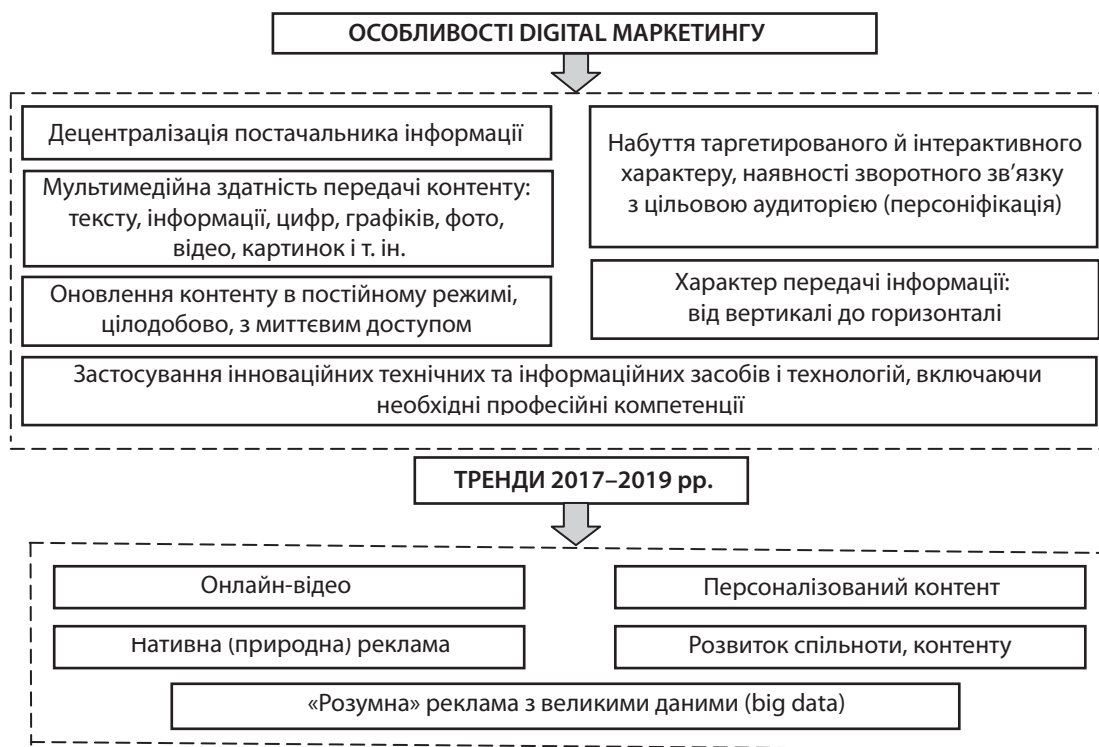 ОСОБЛИВОСТІ DIGITAL МАРКЕТИНГУ
Децентралізація постачальника інформації
Мультимедійна здатність передачі контенту:
тексту, інформації, цифр, графіків, фото,
відео, картинок і т. ін.
Оновлення контенту в постійному режимі,
цілодобово, з миттєвим доступом
Набуття таргетированого й інтерактивного
характеру, наявності зворотного зв’язку
з цільовою аудиторією (персоніфікація)
Характер передачі інформації:
від вертикалі до горизонталі
Застосування інноваційних технічних та інформаційних засобів і технологій, включаючи
необхідні професійні компетенції
ТРЕНДИ 2017–2019 рр.
Онлайн-відео
Персоналізований контент
Нативна (природна) реклама
Розвиток спільноти, контенту
«Розумна» реклама з великими даними (big data)